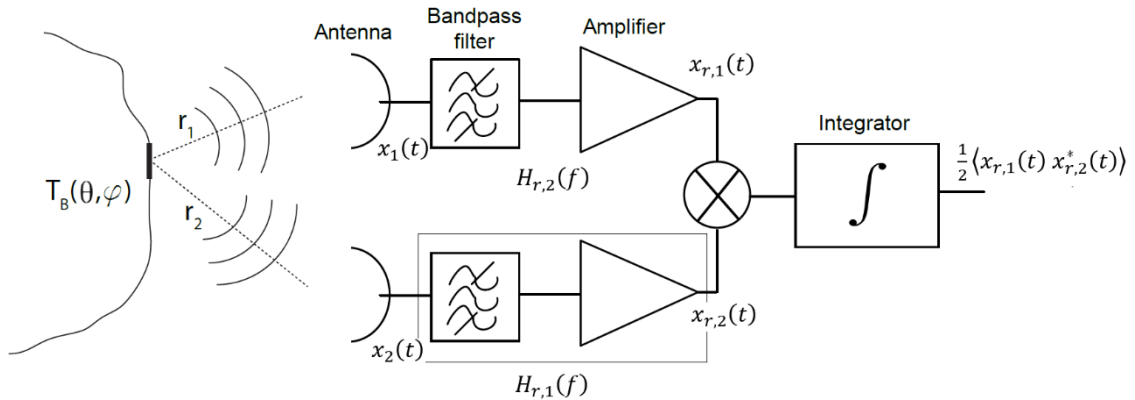 Antenna
Bandpass
filter
Amplifier
x_{r,1}(t)
r_1
x_1(t)
H_{r,2}(f)
Integrator
∫
\frac{1}{2}⟨x_{r,1}(t) x^*_{r,2}(t)⟩
T_B(θ,φ)
r_2
x_2(t)
x_{r,2}(t)
H_{r,1}(f)